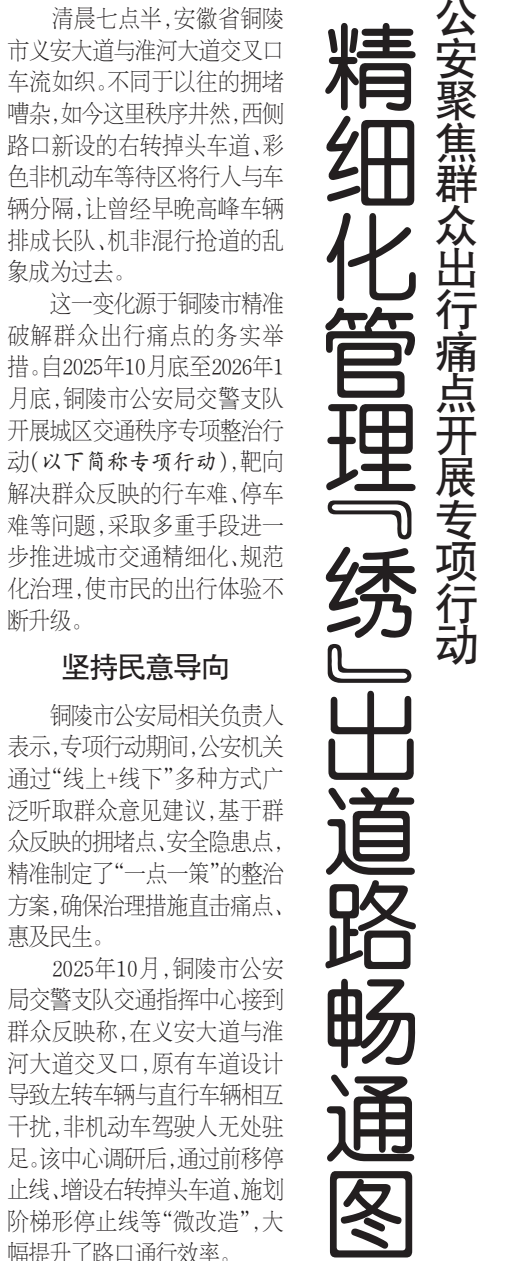 公安聚焦群众出行痛点开展专项行动
精细化管理『绣』出道路畅通图
清晨七点半,安徽省铜陵
市义安大道与淮河大道交叉口
车流如织。不同于以往的拥堵
嘈杂,如今这里秩序井然,西侧
路口新设的右转掉头车道、彩
色非机动车等待区将行人与车
辆分隔,让曾经早晚高峰车辆
排成长队、机非混行抢道的乱
象成为过去。
这一变化源于铜陵市精准
破解群众出行痛点的务实举
措。自2025年10月底至2026年1
月底,铜陵市公安局交警支队
开展城区交通秩序专项整治行
动(以下简称专项行动),靶向
解决群众反映的行车难、停车
难等问题,采取多重手段进一
步推进城市交通精细化、规范
化治理,使市民的出行体验不
断升级。
坚持民意导向
铜陵市公安局相关负责人
表示,专项行动期间,公安机关
通过“线上+线下”多种方式广
泛听取群众意见建议,基于群
众反映的拥堵点、安全隐患点,
精准制定了“一点一策”的整治
方案,确保治理措施直击痛点、
惠及民生。
2025年10月,铜陵市公安
局交警支队交通指挥中心接到
群众反映称,在义安大道与淮
河大道交叉口,原有车道设计
导致左转车辆与直行车辆相互
干扰,非机动车驾驶人无处驻
足。该中心调研后,通过前移停
止线、增设右转掉头车道、施划
阶梯形停止线等“微改造”,大
幅提升了路口通行效率。